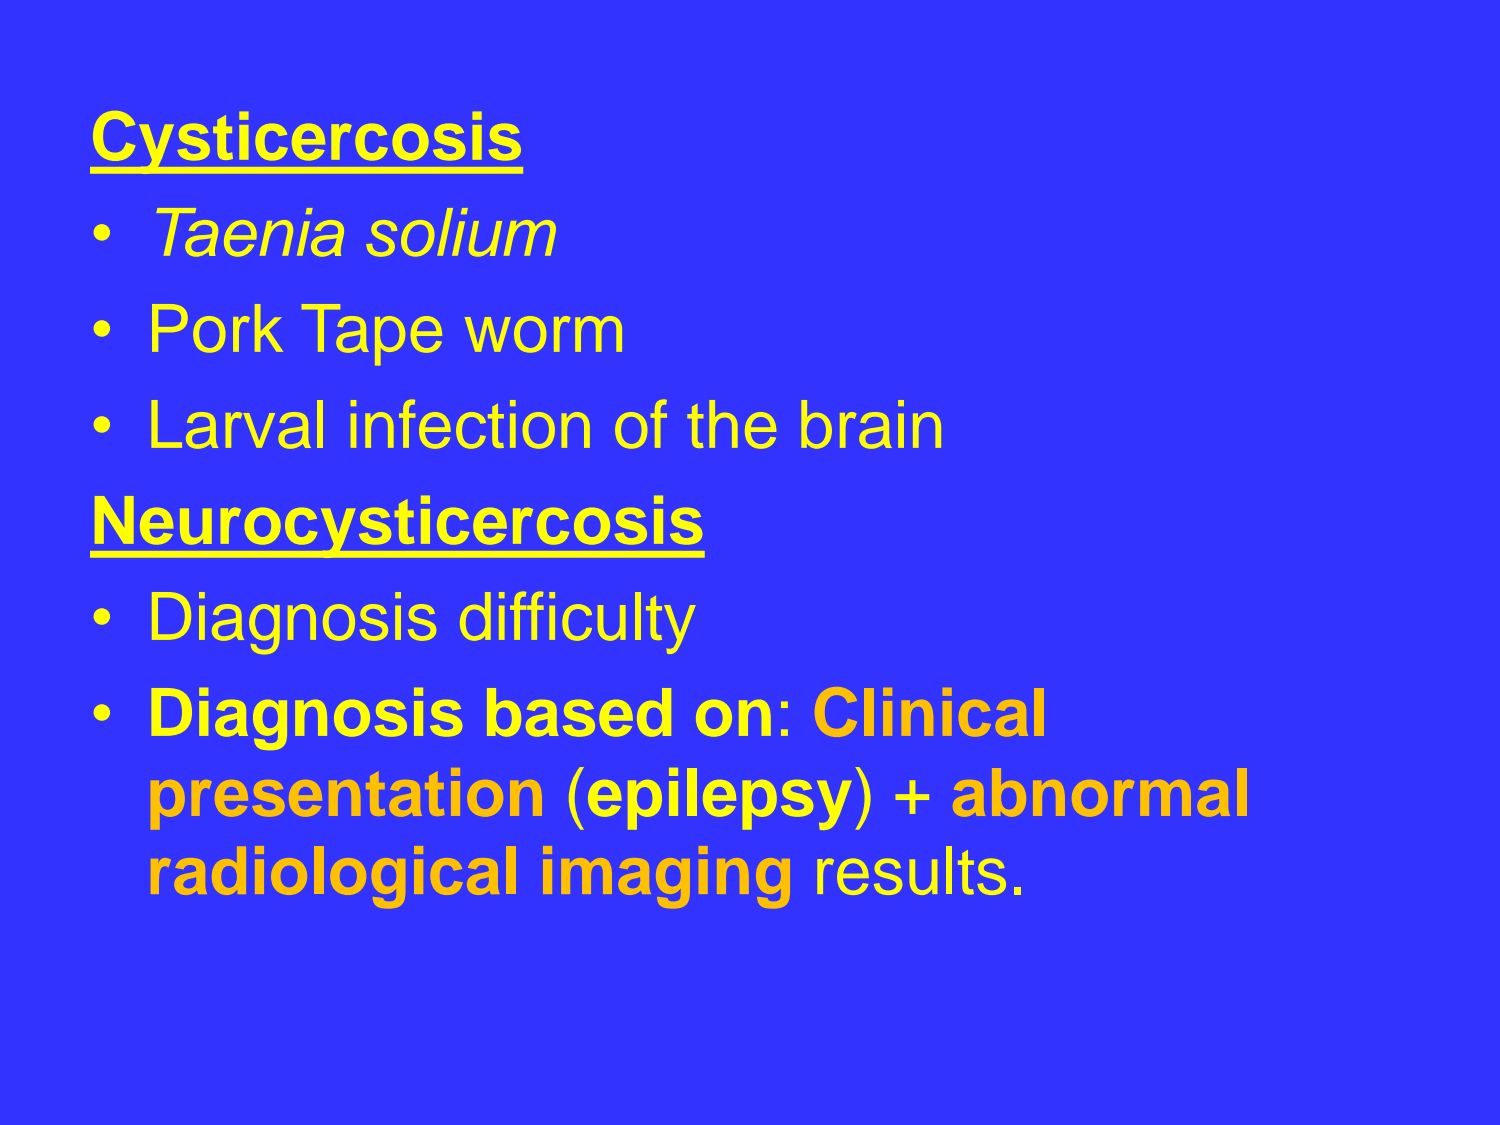 Cysticercosis
• Taenia solium
• Pork Tape worm
• Larval infection of the brain
Neurocysticercosis
• Diagnosis difficulty
• Diagnosis based on: Clinical
presentation (epilepsy) + abnormal
radiological imaging results.